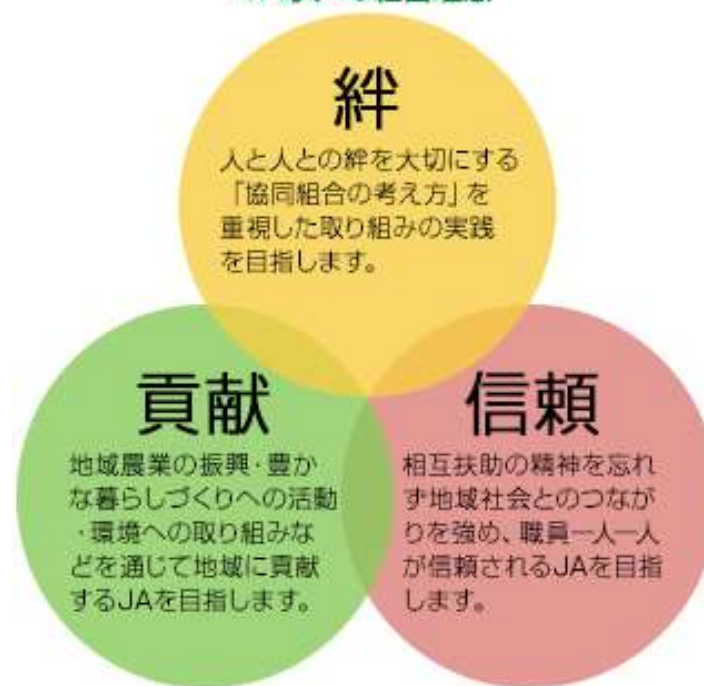 絆
人と人との絆を大切にする
「協同組合の考え方」を
重視した取り組みの実践
を目指します。
貢献
地域農業の振興・豊か
な暮らしづくりへの活動
・環境への取り組みな
どを通じて地域に貢献
するJAを目指します。
信頼
相互扶助の精神を忘れ
ず地域社会とのつなが
りを強め、職員一人一人
が信頼されるJAを目指
します。